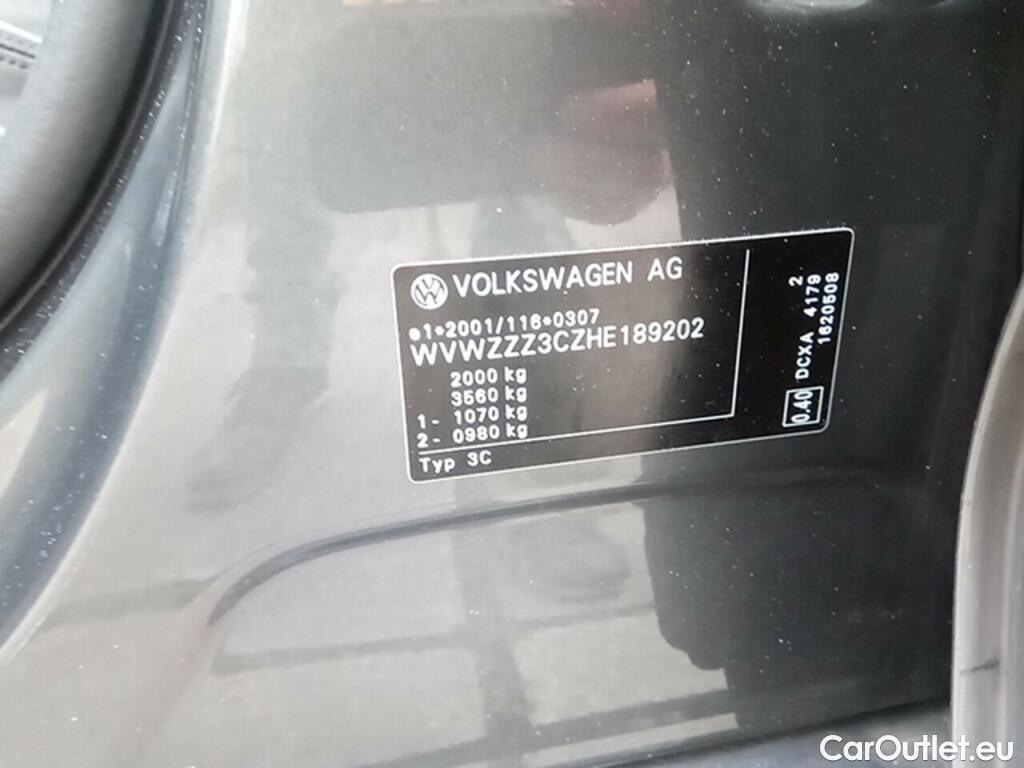 VOLKSWAGEN AG
•1•2001/116•0307
WVWZZZ3CZHE189202
2000 kg
3560 kg
1- 1070 kg
2- 0980 kg
Typ 3C
0.40 DCXA 4179 2
1620508
CarOutlet.eu